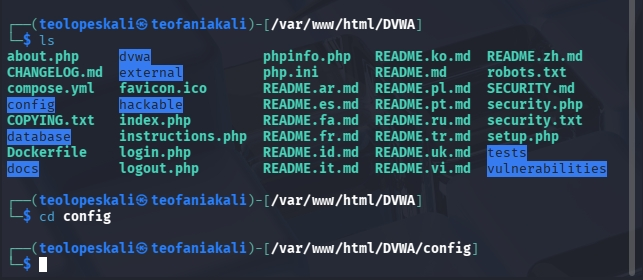 ┌──(teolopeskali㉿teofaniakali)-[/var/www/html/DVWA]
└─$ ls
about.php dvwa phpinfo.php README.ko.md README.zh.md
CHANGELOG.md external php.ini README.md robots.txt
compose.yml favicon.ico README.ar.md README.pl.md SECURITY.md
config hackable README.es.md README.pt.md security.php
COPYING.txt index.php README.fa.md README.ru.md security.txt
database instructions.php README.fr.md README.tr.md setup.php
Dockerfile login.php README.id.md README.uk.md tests
docs logout.php README.it.md README.vi.md vulnerabilities
┌──(teolopeskali㉿teofaniakali)-[/var/www/html/DVWA]
└─$ cd config
┌──(teolopeskali㉿teofaniakali)-[/var/www/html/DVWA/config]
└─$